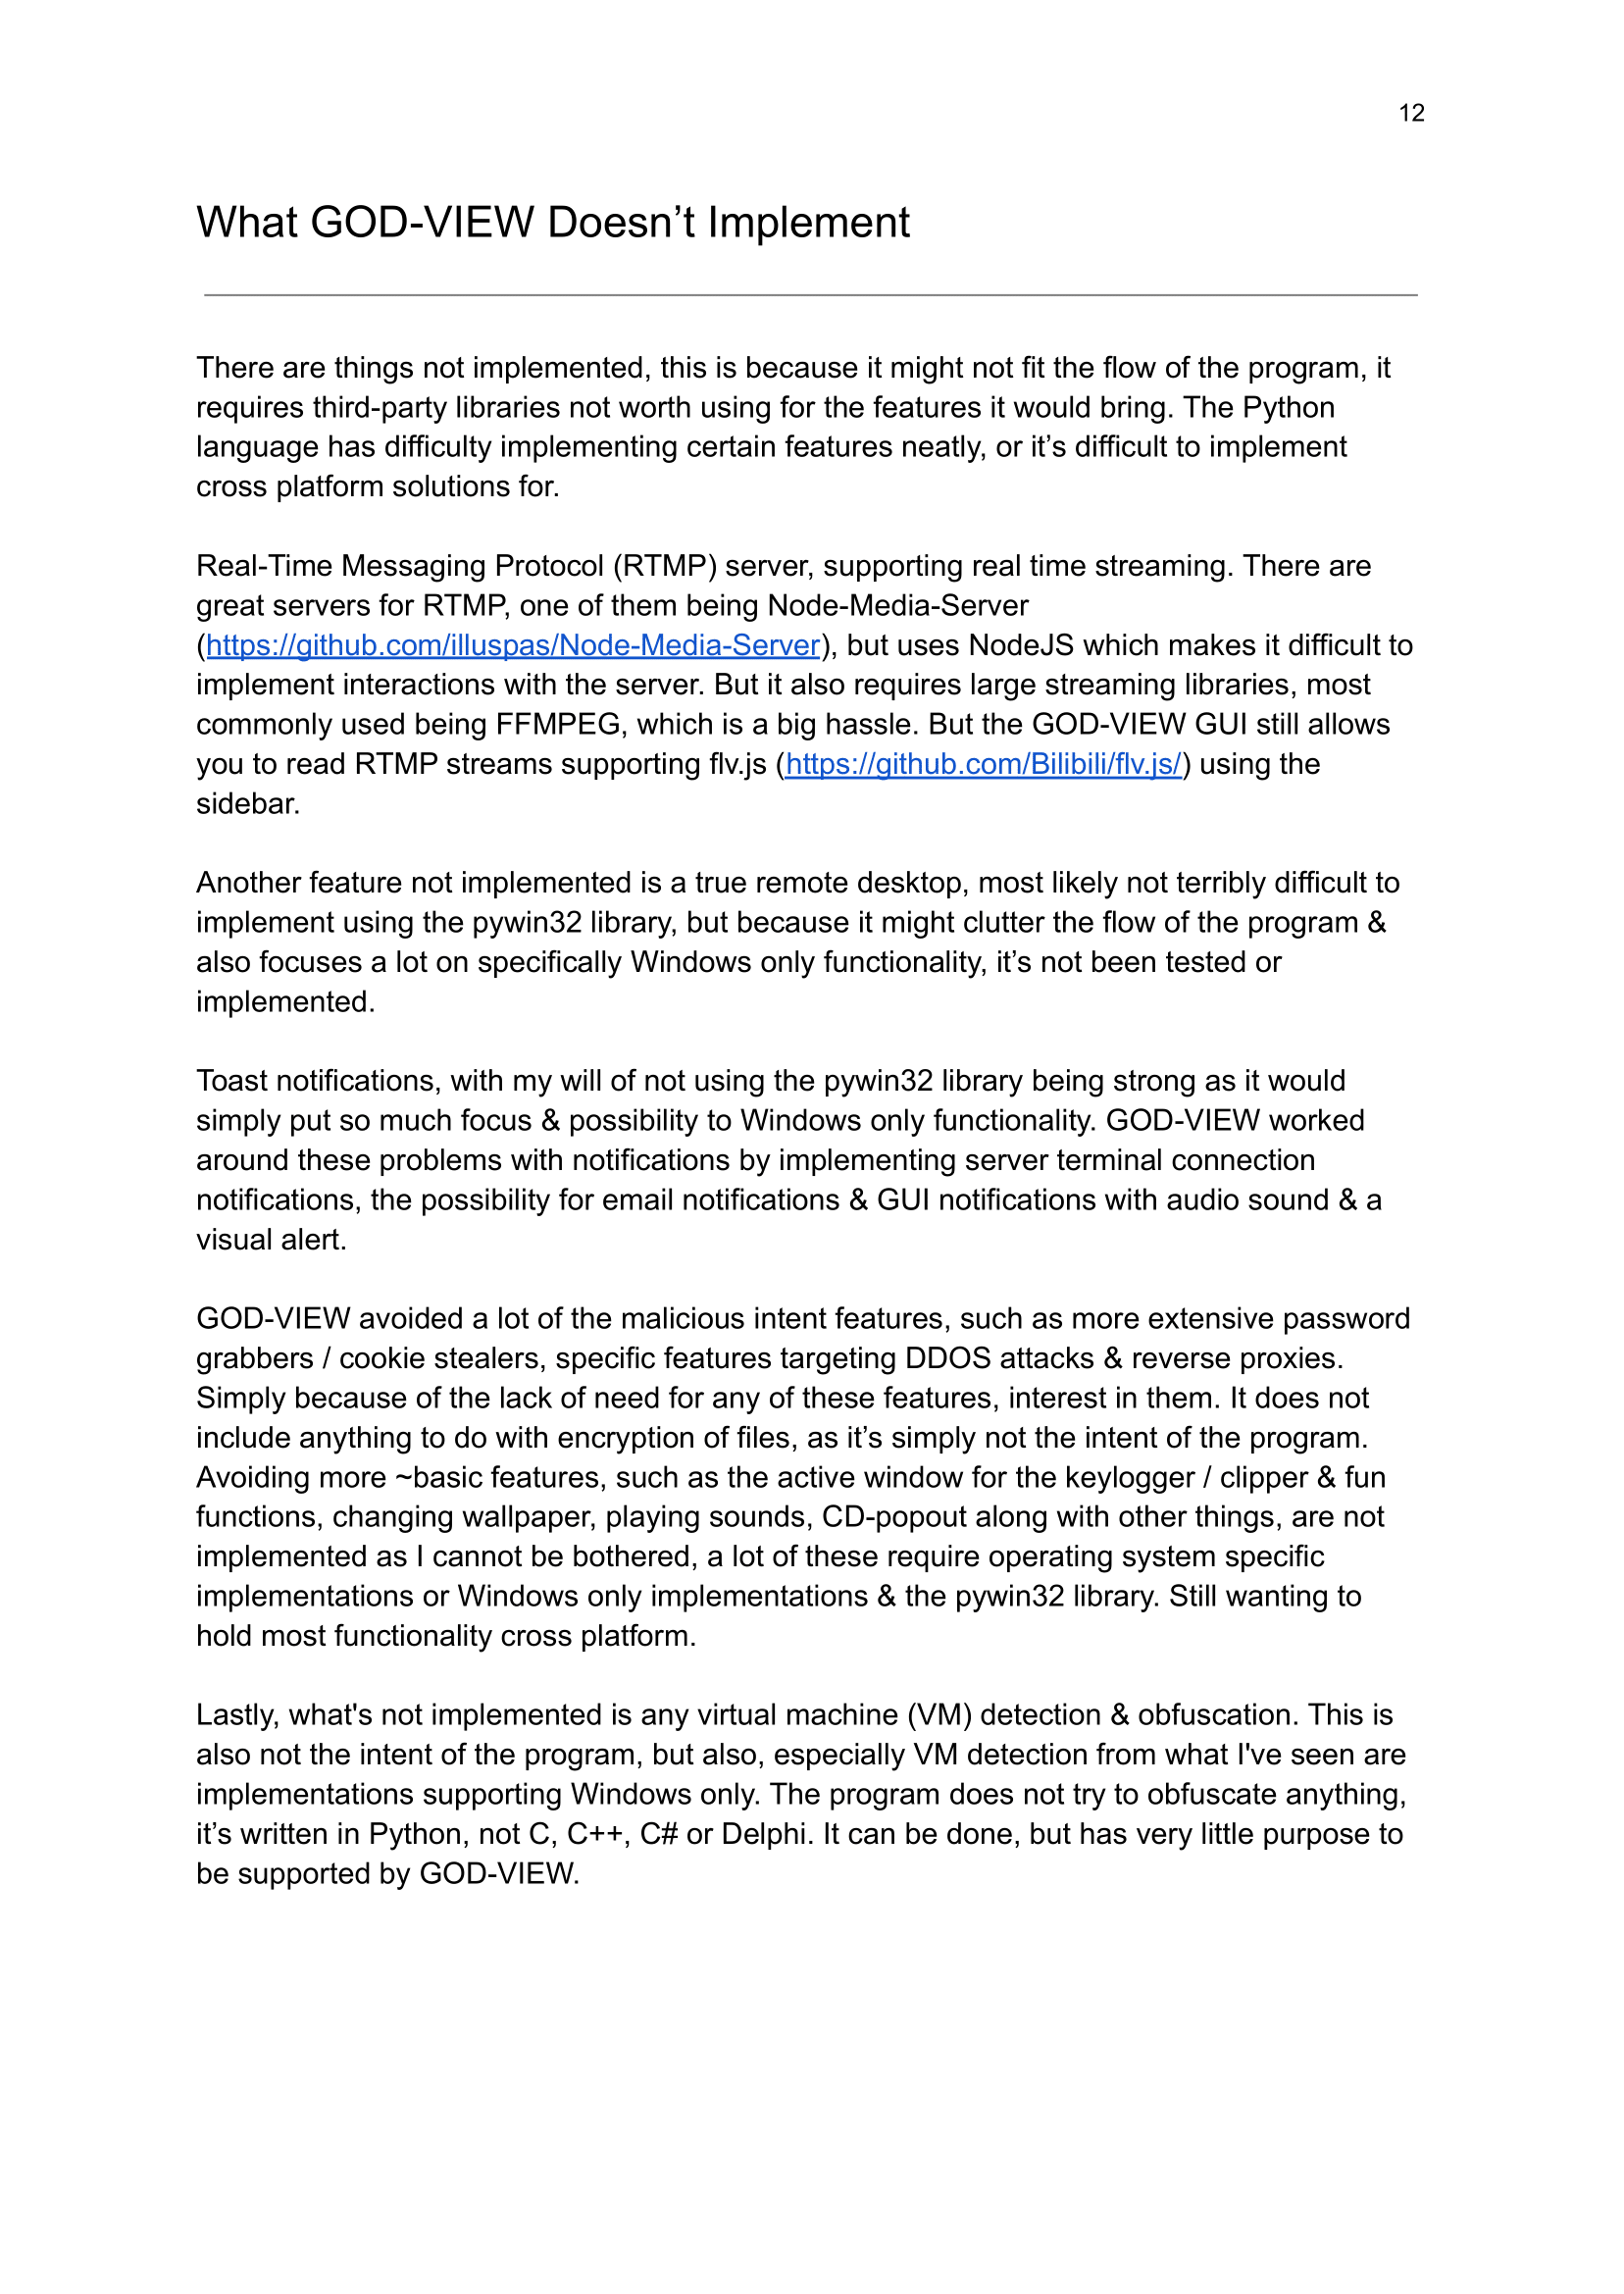 12
What GOD-VIEW Doesn’t Implement
There are things not implemented, this is because it might not fit the flow of the program, it
requires third-party libraries not worth using for the features it would bring. The Python
language has difficulty implementing certain features neatly, or it’s difficult to implement
cross platform solutions for.
Real-Time Messaging Protocol (RTMP) server, supporting real time streaming. There are
great servers for RTMP, one of them being Node-Media-Server
(https://github.com/illuspas/Node-Media-Server), but uses NodeJS which makes it difficult to
implement interactions with the server. But it also requires large streaming libraries, most
commonly used being FFMPEG, which is a big hassle. But the GOD-VIEW GUI still allows
you to read RTMP streams supporting flv.js (https://github.com/Bilibili/flv.js/) using the
sidebar.
Another feature not implemented is a true remote desktop, most likely not terribly difficult to
implement using the pywin32 library, but because it might clutter the flow of the program &
also focuses a lot on specifically Windows only functionality, it’s not been tested or
implemented.
Toast notifications, with my will of not using the pywin32 library being strong as it would
simply put so much focus & possibility to Windows only functionality. GOD-VIEW worked
around these problems with notifications by implementing server terminal connection
notifications, the possibility for email notifications & GUI notifications with audio sound & a
visual alert.
GOD-VIEW avoided a lot of the malicious intent features, such as more extensive password
grabbers / cookie stealers, specific features targeting DDOS attacks & reverse proxies.
Simply because of the lack of need for any of these features, interest in them. It does not
include anything to do with encryption of files, as it’s simply not the intent of the program.
Avoiding more ~basic features, such as the active window for the keylogger / clipper & fun
functions, changing wallpaper, playing sounds, CD-popout along with other things, are not
implemented as I cannot be bothered, a lot of these require operating system specific
implementations or Windows only implementations & the pywin32 library. Still wanting to
hold most functionality cross platform.
Lastly, what's not implemented is any virtual machine (VM) detection & obfuscation. This is
also not the intent of the program, but also, especially VM detection from what I've seen are
implementations supporting Windows only. The program does not try to obfuscate anything,
it’s written in Python, not C, C++, C# or Delphi. It can be done, but has very little purpose to
be supported by GOD-VIEW.